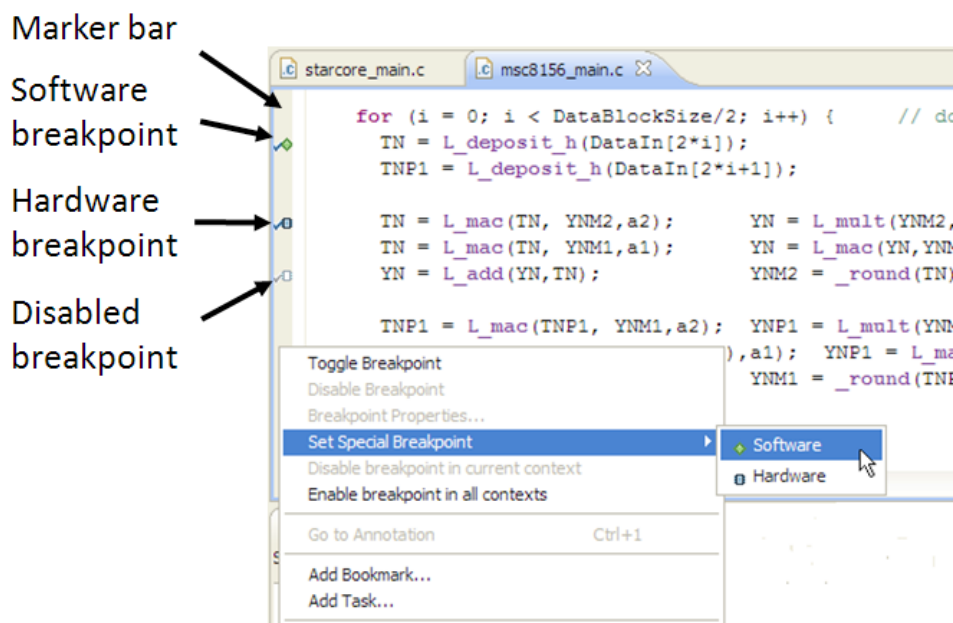 Marker bar
Software
breakpoint
Hardware
breakpoint
Disabled
breakpoint
starcore_main.c
msc8156_main.c
for (i = 0; i < DataBlockSize/2; i++) { // do
TN = L_deposit_h(DataIn[2*i]);
TNP1 = L_deposit_h(DataIn[2*i+1]);
TN = L_mac(TN, YNM2,a2); YN = L_mult(YNM2,
TN = L_mac(TN, YNM1,a1); YN = L_mac(YN,YNM
YN = L_add(YN,TN); YNM2 = _round(TN)
TNP1 = L_mac(TNP1, YNM1,a2); YNP1 = L_mult(YNM
),a1); YNP1 = L_ma
YNM1 = _round(TNP
Toggle Breakpoint
Disable Breakpoint
Breakpoint Properties...
Set Special Breakpoint
Software
Hardware
Disable breakpoint in current context
Enable breakpoint in all contexts
Go to Annotation Ctrl+1
Add Bookmark...
Add Task...